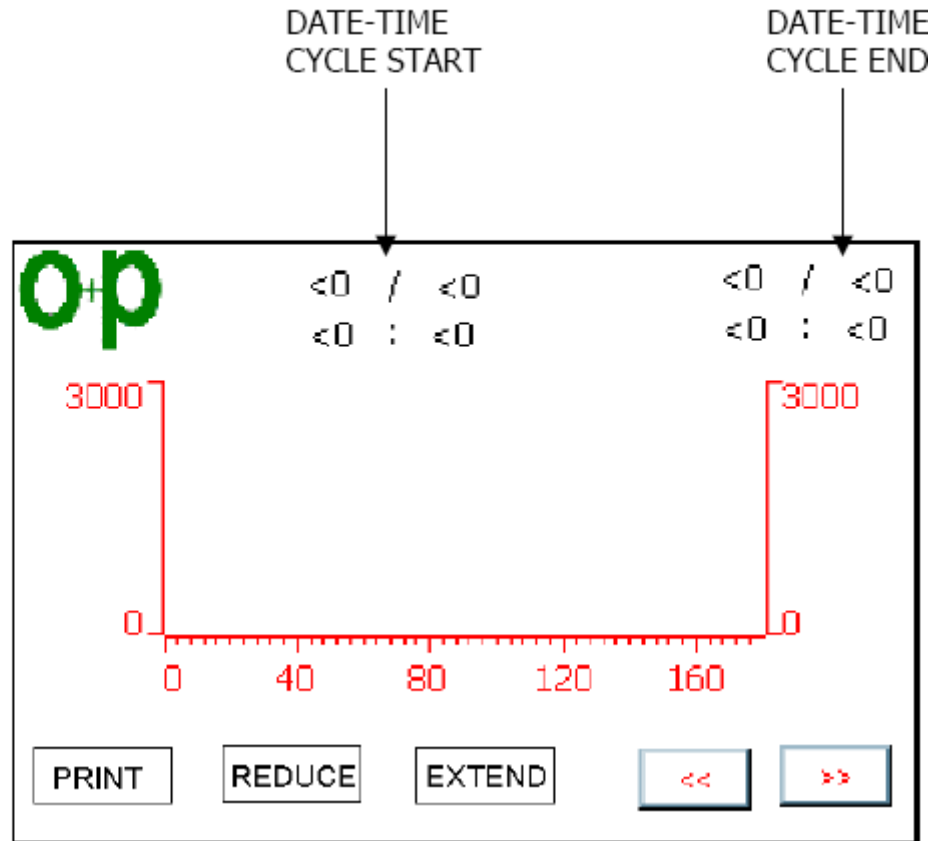 DATE-TIME DATE-TIME
CYCLE START CYCLE END
o+p
<0 / <0 <0 / <0
<0 : <0 <0 : <0
3000 3000
0 0
0 40 80 120 160
PRINT REDUCE EXTEND << >>